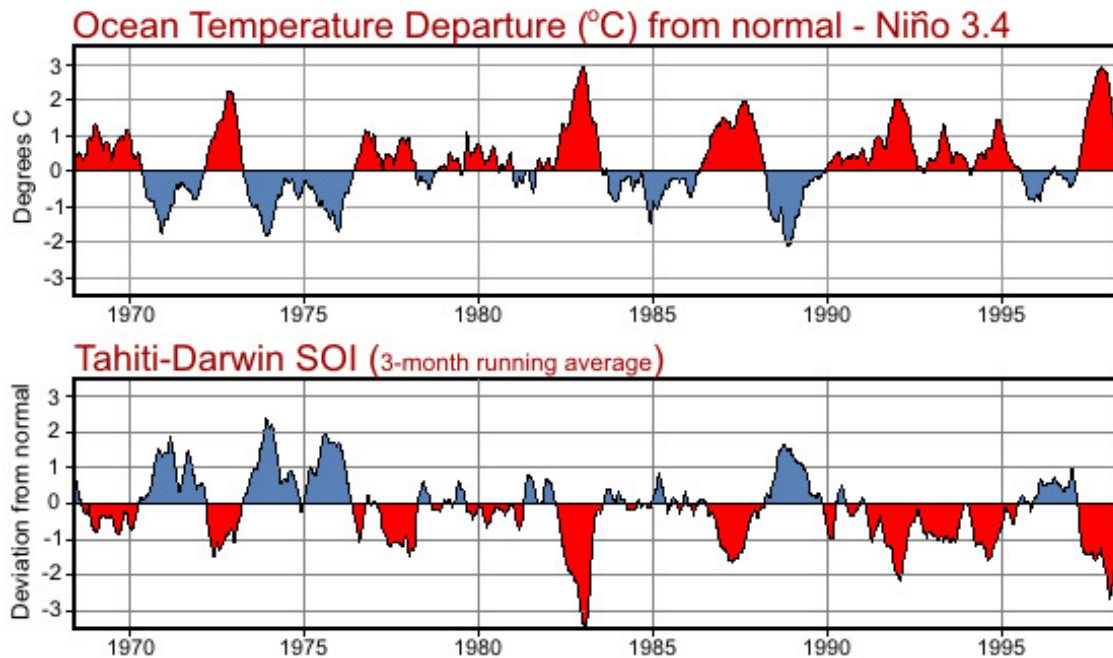 Ocean Temperature Departure (°C) from normal - Niño 3.4
Degrees C
3
2
1
0
-1
-2
-3
1970 1975 1980 1985 1990 1995
Tahiti-Darwin SOI (3-month running average)
Deviation from normal
3
2
1
0
-1
-2
-3
1970 1975 1980 1985 1990 1995